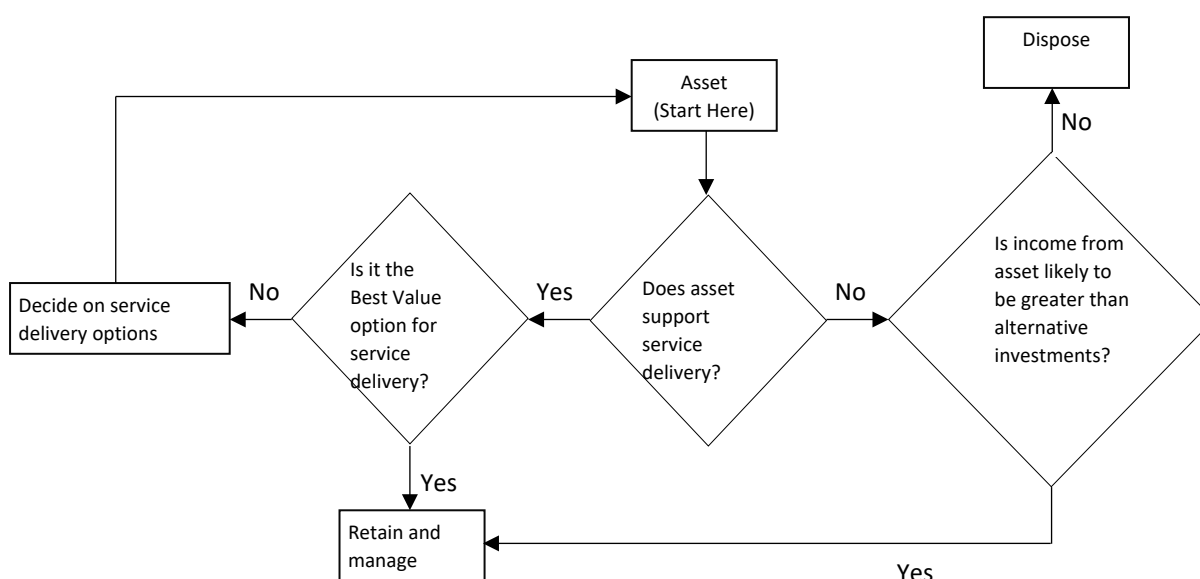 Dispose
Asset
(Start Here)
No
Is it the
Best Value
option for
service
delivery?
Does asset
support
service
delivery?
Is income from
asset likely to
be greater than
alternative
investments?
Decide on service
delivery options
No
Yes
No
Yes
Retain and
manage
Yes